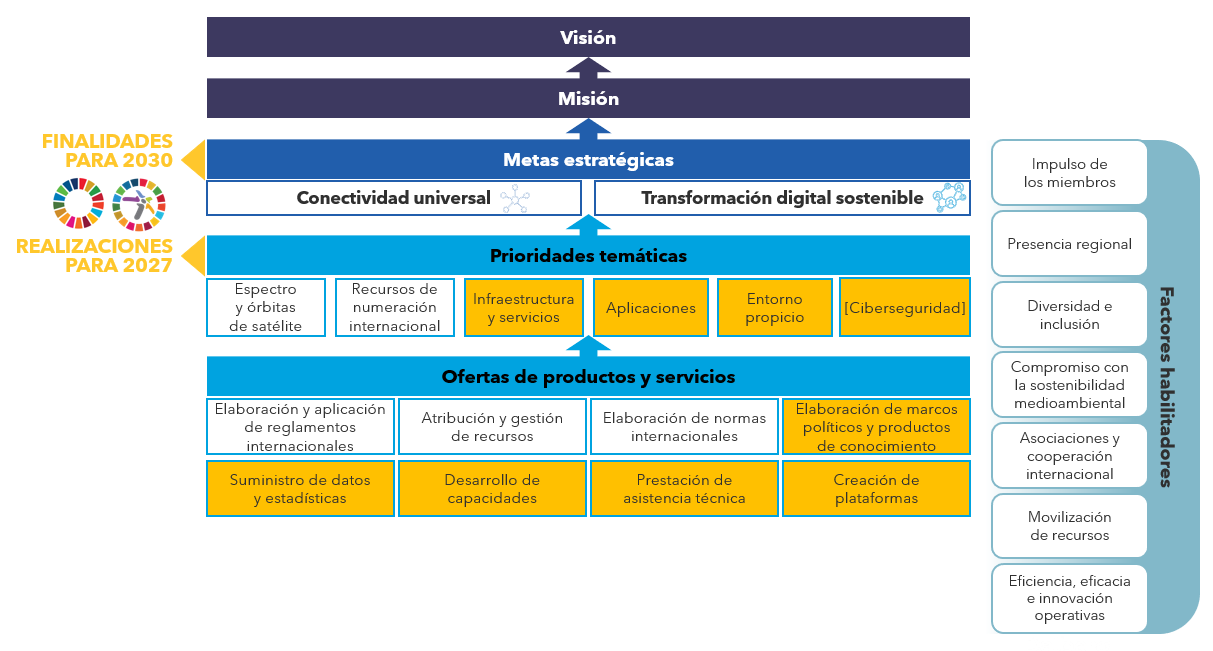 Visión
Misión
FINALIDADES
PARA 2030
Metas estratégicas
Conectividad universal
Transformación digital sostenible
REALIZACIONES
PARA 2027
Prioridades temáticas
Espectro
y órbitas
de satélite
Recursos de
numeración
internacional
Infraestructura
y servicios
Aplicaciones
Entorno
propicio
[Ciberseguridad]
Ofertas de productos y servicios
Elaboración y aplicación
de reglamentos
internacionales
Atribución y gestión
de recursos
Elaboración de normas
internacionales
Elaboración de marcos
políticos y productos
de conocimiento
Suministro de datos
y estadísticas
Desarrollo de
capacidades
Prestación de
asistencia técnica
Creación de
plataformas
Impulso de
los miembros
Presencia regional
Diversidad e
inclusión
Compromiso con
la sostenibilidad
medioambiental
Asociaciones y
cooperación
internacional
Movilización
de recursos
Eficiencia, eficacia
e innovación
operativas
Factores habilitadores